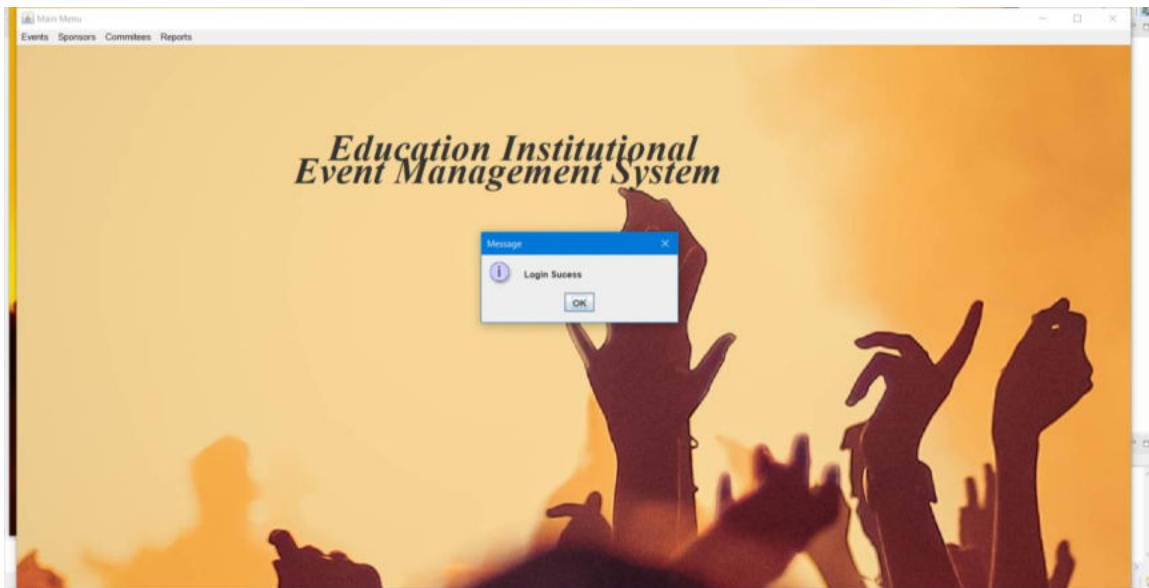 Main Menu
Events Sponsors Commitees Reports
Education Institutional
Event Management System
Message
Login Sucess
OK